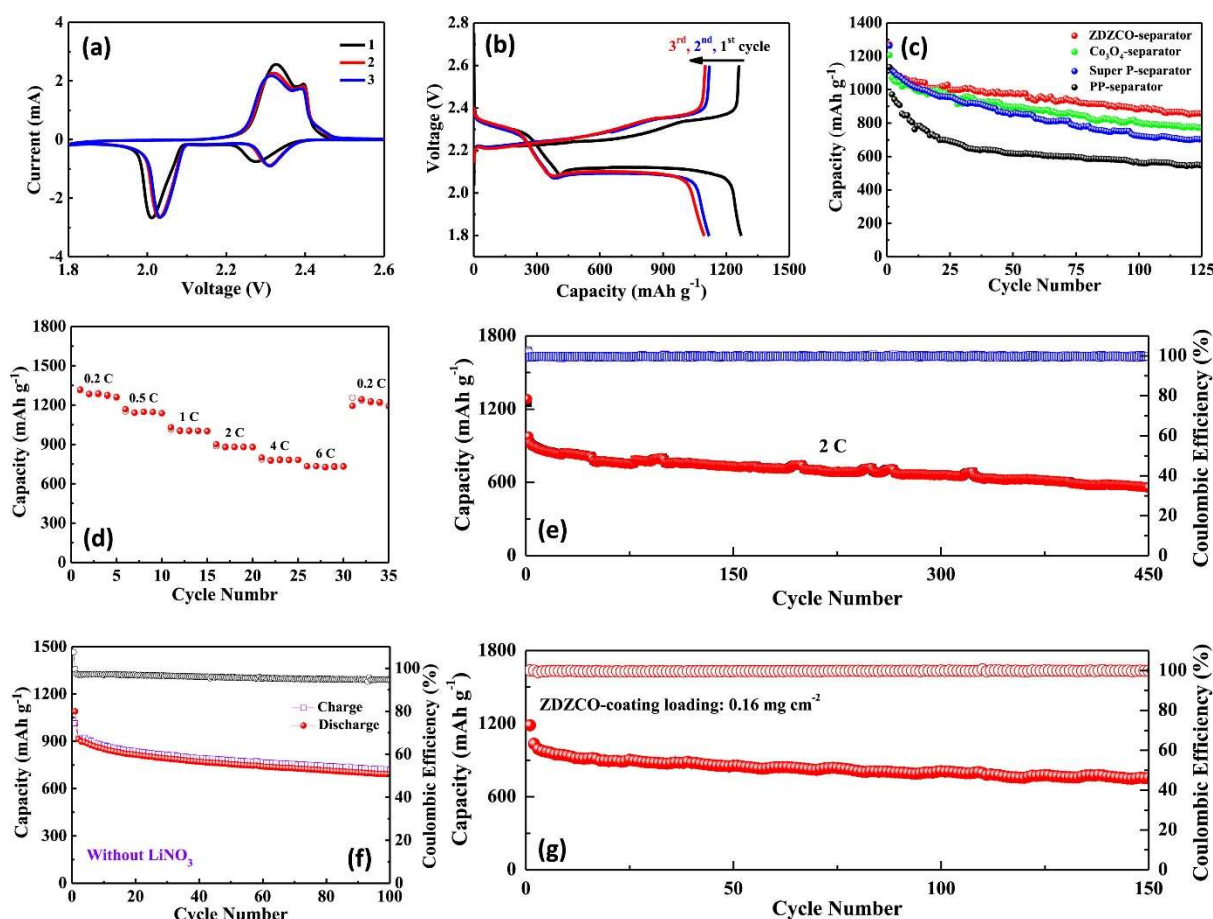 (a)
1
2
3
4
2
0
-2
-4
1.8
2.0
2.2
2.4
2.6
Current (mA)
Voltage (V)
(b)
3rd, 2nd, 1st cycle
2.8
2.6
2.4
2.2
2.0
1.8
0
300
600
900
1200
1500
Voltage (V)
Capacity (mAh g-1)
(c)
ZDZCO-separator
Co3O4-separator
Super P-separator
PP-separator
1400
1200
1000
800
600
400
200
0
0
25
50
75
100
125
Capacity (mAh g-1)
Cycle Number
1800
1500
1200
900
600
300
0
0.2 C
0.5 C
1 C
2 C
4 C
6 C
0.2 C
(d)
0
5
10
15
20
25
30
35
Capacity (mAh g-1)
Cycle Numbr
1800
1200
600
0
2 C
(e)
100
80
60
40
20
0
0
150
300
450
Capacity (mAh g-1)
Coulombic Efficiency (%)
Cycle Number
1500
1200
900
600
300
0
Charge
Discharge
Without LiNO3
(f)
100
80
60
40
20
0
0
20
40
60
80
100
Capacity (mAh g-1)
Coulombic Efficiency (%)
Cycle Number
1800
1200
600
0
ZDZCO-coating loading: 0.16 mg cm-2
(g)
100
80
60
40
20
0
0
50
100
150
Capacity (mAh g-1)
Coulombic Efficiency (%)
Cycle Number